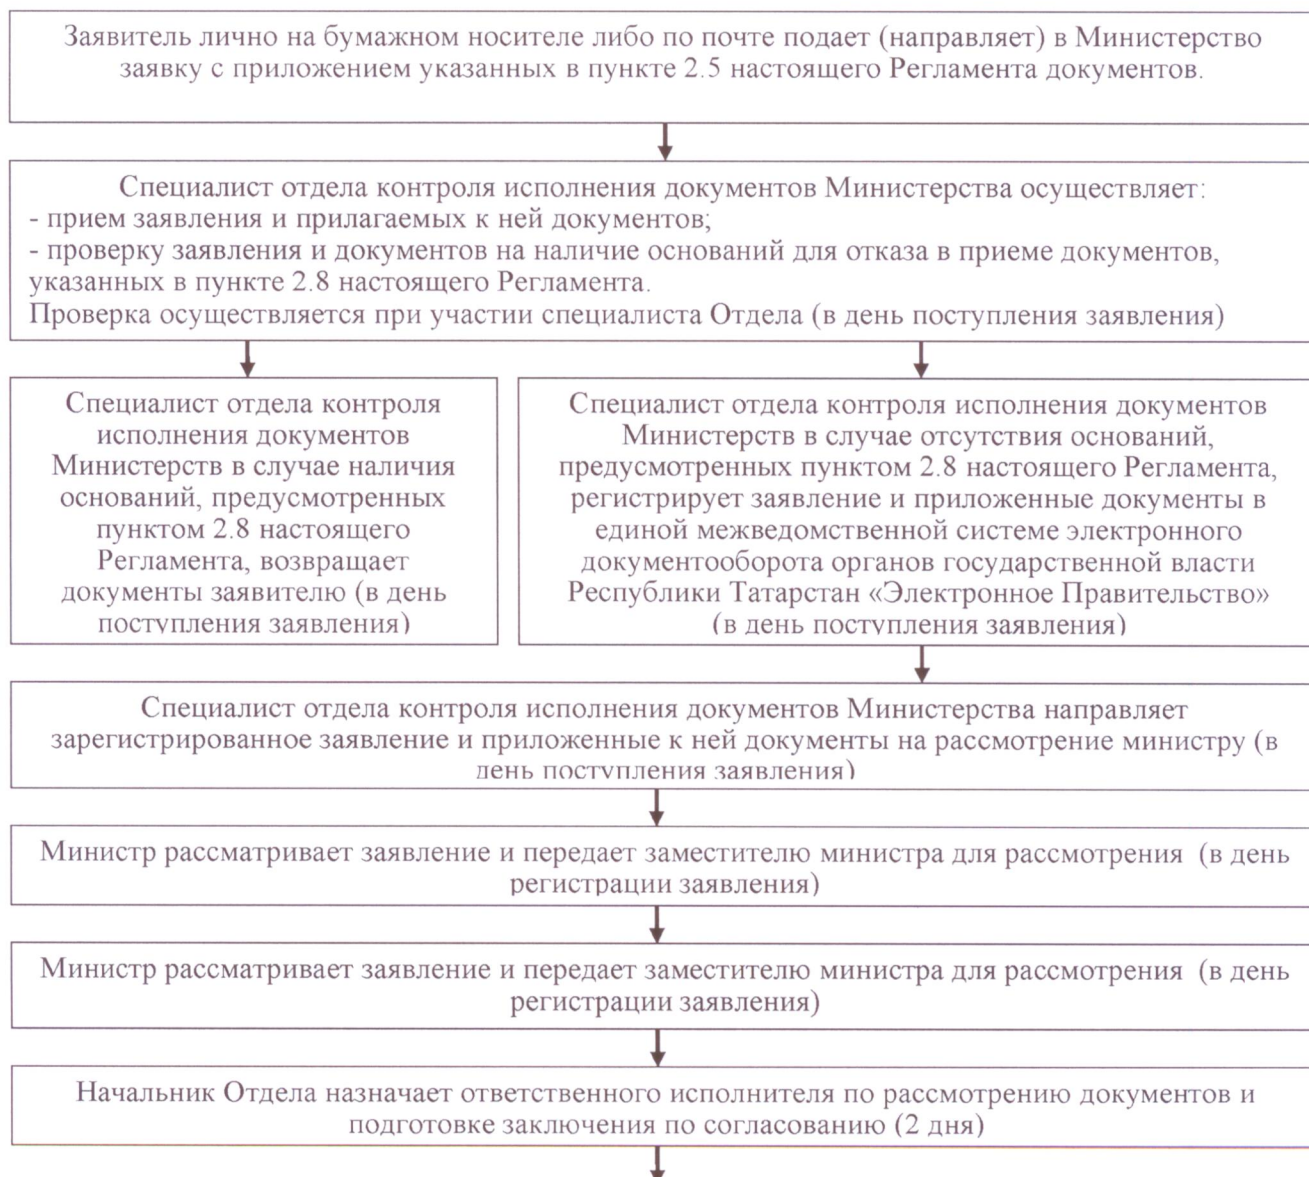 Заявитель лично на бумажном носителе либо по почте подает (направляет) в Министерство
заявку с приложением указанных в пункте 2.5 настоящего Регламента документов.
Специалист отдела контроля исполнения документов Министерства осуществляет:
- прием заявления и прилагаемых к ней документов;
- проверку заявления и документов на наличие оснований для отказа в приеме документов,
указанных в пункте 2.8 настоящего Регламента.
Проверка осуществляется при участии специалиста Отдела (в день поступления заявления)
Специалист отдела контроля
исполнения документов
Министерств в случае наличия
оснований, предусмотренных
пунктом 2.8 настоящего
Регламента, возвращает
документы заявителю (в день
поступления заявления)
Специалист отдела контроля исполнения документов
Министерств в случае отсутствия оснований,
предусмотренных пунктом 2.8 настоящего Регламента,
регистрирует заявление и приложенные документы в
единой межведомственной системе электронного
документооборота органов государственной власти
Республики Татарстан «Электронное Правительство»
(в день поступления заявления)
Специалист отдела контроля исполнения документов Министерства направляет
зарегистрированное заявление и приложенные к ней документы на рассмотрение министру (в
день поступления заявления)
Министр рассматривает заявление и передает заместителю министра для рассмотрения (в день
регистрации заявления)
Министр рассматривает заявление и передает заместителю министра для рассмотрения (в день
регистрации заявления)
Начальник Отдела назначает ответственного исполнителя по рассмотрению документов и
подготовке заключения по согласованию (2 дня)